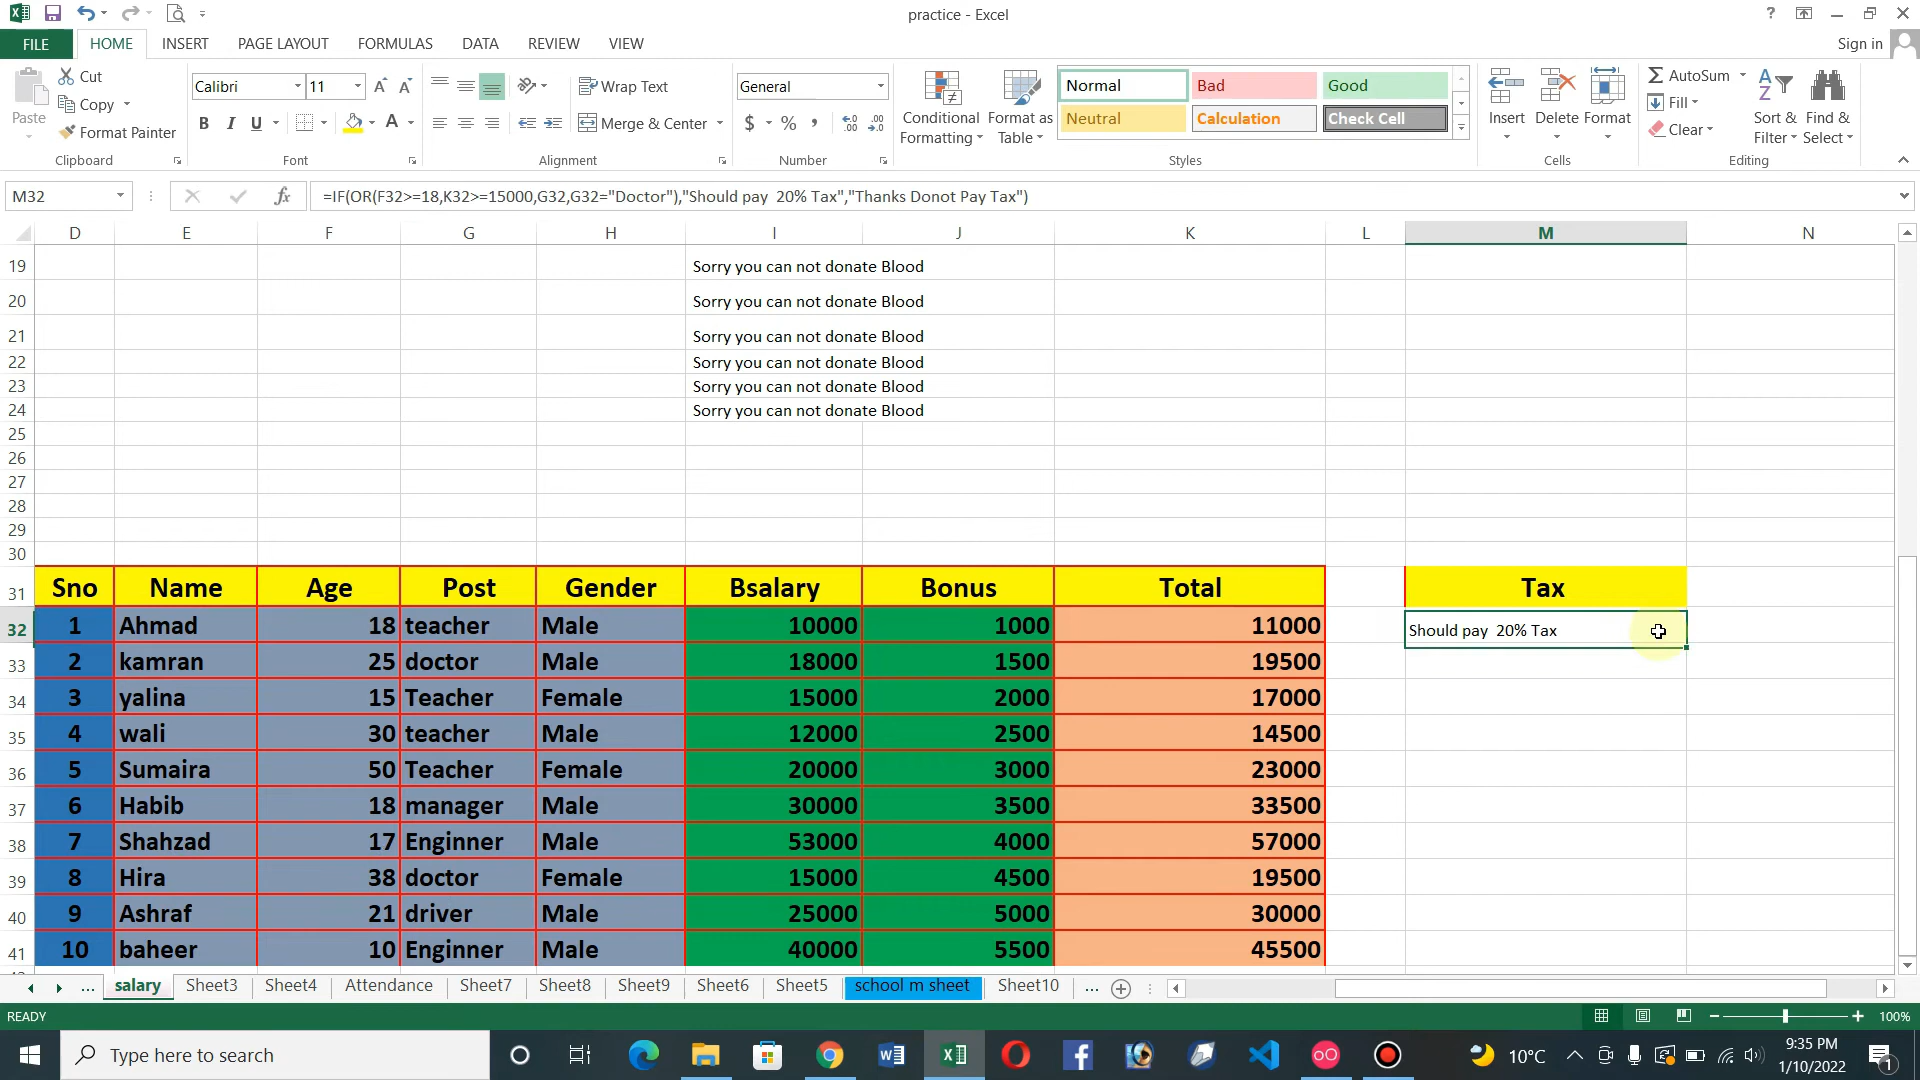 practice - Excel
?
FILE
HOME
INSERT
PAGE LAYOUT
FORMULAS
DATA
REVIEW
VIEW
Sign in
Paste
Cut
Copy
Format Painter
Clipboard
Calibri
11
B I U
Font
Wrap Text
Merge & Center
Alignment
General
$ % ,
Number
Conditional Formatting
Format as Table
Normal
Bad
Good
Neutral
Calculation
Check Cell
Styles
Insert
Delete
Format
Cells
AutoSum
Fill
Clear
Sort & Filter
Find & Select
Editing
M32
=IF(OR(F32>=18,K32>=15000,G32,G32="Doctor"),"Should pay  20% Tax","Thanks Donot Pay Tax")
D E F G H I J K L M N
19 Sorry you can not donate Blood
20 Sorry you can not donate Blood
21 Sorry you can not donate Blood
22 Sorry you can not donate Blood
23 Sorry you can not donate Blood
24 Sorry you can not donate Blood
25
26
27
28
29
30
31 Sno Name Age Post Gender Bsalary Bonus Total Tax
32 1 Ahmad 18 teacher Male 10000 1000 11000 Should pay  20% Tax
33 2 kamran 25 doctor Male 18000 1500 19500
34 3 yalina 15 Teacher Female 15000 2000 17000
35 4 wali 30 teacher Male 12000 2500 14500
36 5 Sumaira 50 Teacher Female 20000 3000 23000
37 6 Habib 18 manager Male 30000 3500 33500
38 7 Shahzad 17 Enginner Male 53000 4000 57000
39 8 Hira 38 doctor Female 15000 4500 19500
40 9 Ashraf 21 driver Male 25000 5000 30000
41 10 baheer 10 Enginner Male 40000 5500 45500
... salary Sheet3 Sheet4 Attendance Sheet7 Sheet8 Sheet9 Sheet6 Sheet5 school m sheet Sheet10 ...
READY
100%
Type here to search
10°C
9:35 PM
1/10/2022
1